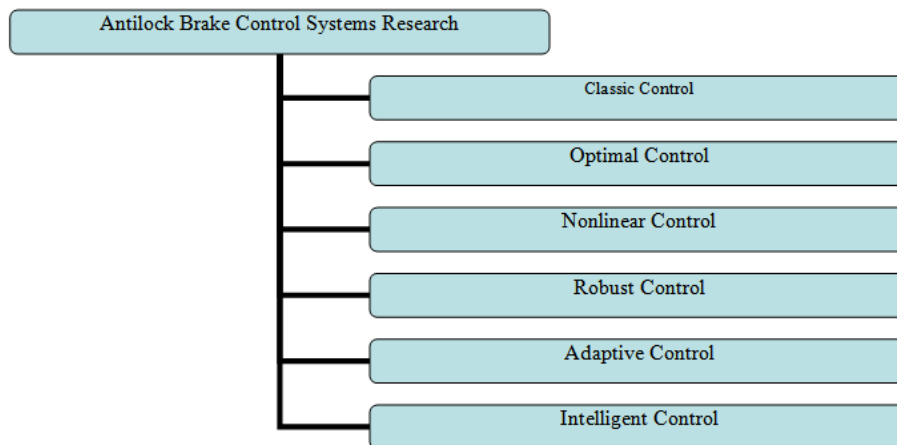 Antilock Brake Control Systems Research
Classic Control
Optimal Control
Nonlinear Control
Robust Control
Adaptive Control
Intelligent Control